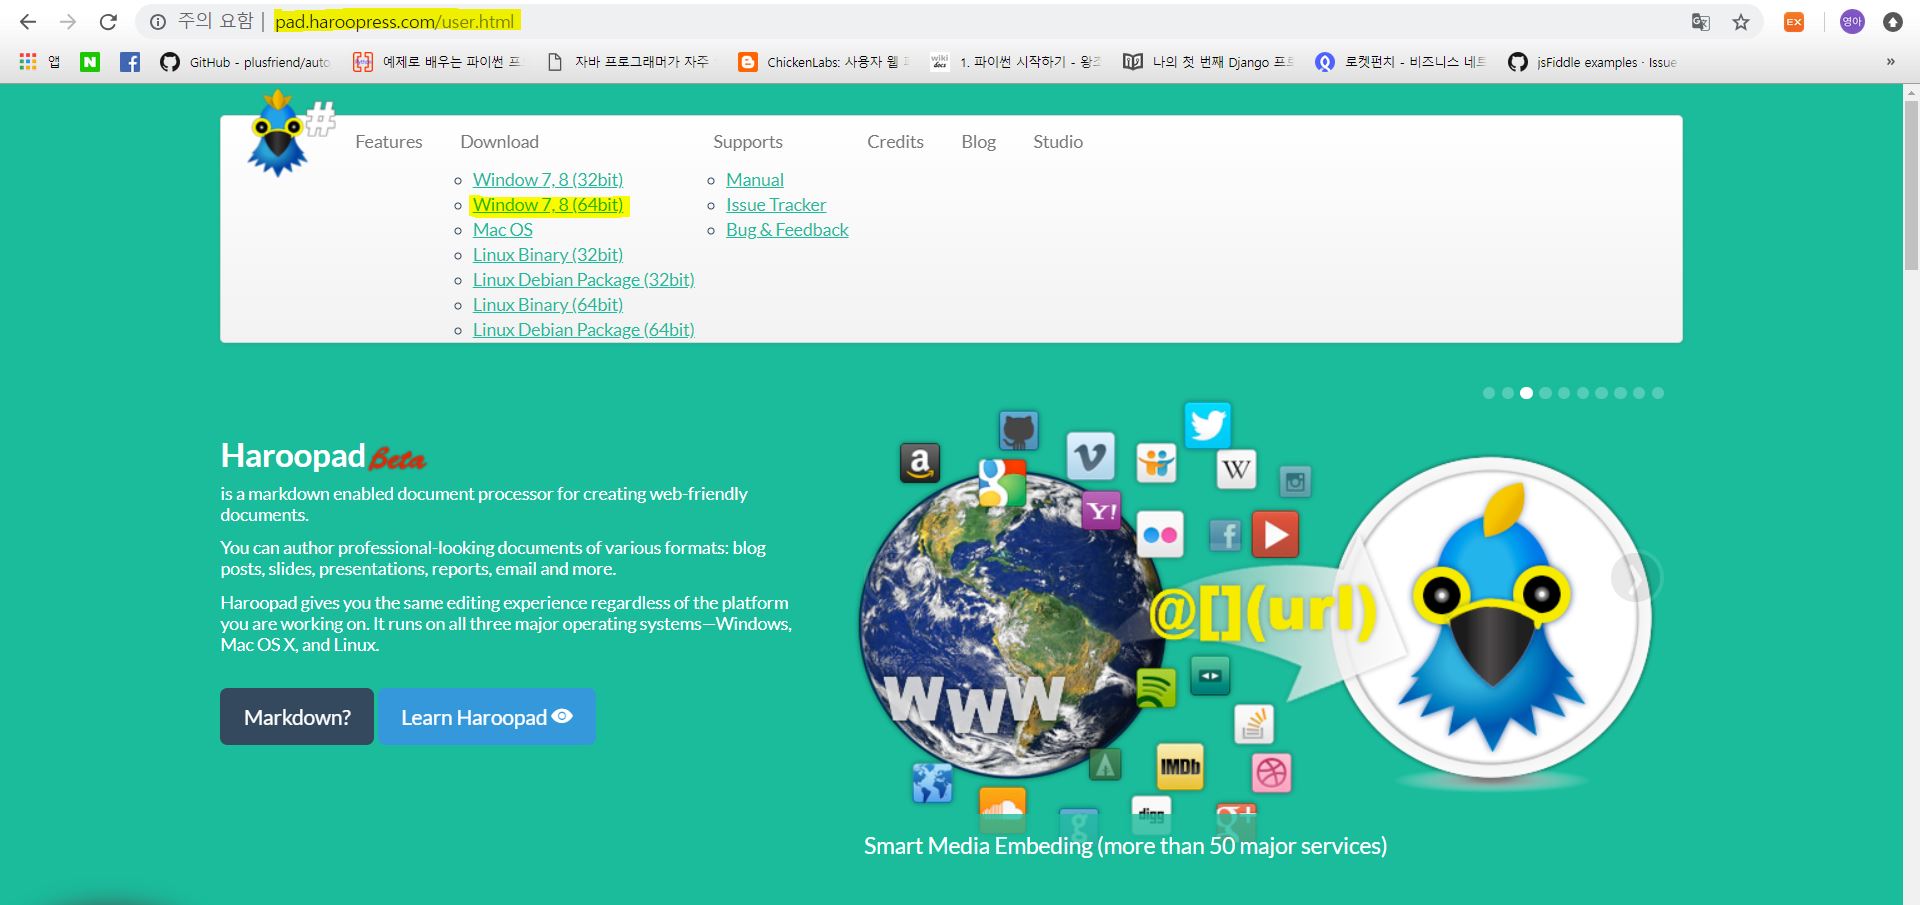 주의 요함 | pad.haroopress.com/user.html
EX
영아
앱
N
GitHub - plusfriend/auto
예제로 배우는 파이썬 프
자바 프로그래머가 자주
ChickenLabs: 사용자 웹
wiki docs
1. 파이썬 시작하기 - 왕초
나의 첫 번째 Django 프로
로켓펀치 - 비즈니스 네트
jsFiddle examples · Issue
»
#
Features
Download
Supports
Credits
Blog
Studio
Window 7, 8 (32bit)
Window 7, 8 (64bit)
Mac OS
Linux Binary (32bit)
Linux Debian Package (32bit)
Linux Binary (64bit)
Linux Debian Package (64bit)
Manual
Issue Tracker
Bug & Feedback
Haroopad Beta
is a markdown enabled document processor for creating web-friendly
documents.
You can author professional-looking documents of various formats: blog
posts, slides, presentations, reports, email and more.
Haroopad gives you the same editing experience regardless of the platform
you are working on. It runs on all three major operating systems—Windows,
Mac OS X, and Linux.
Markdown?
Learn Haroopad
a
g
v
W
Y!
f
@[](url)
WwW
IMDb
digg
g
g+
Smart Media Embeding (more than 50 major services)